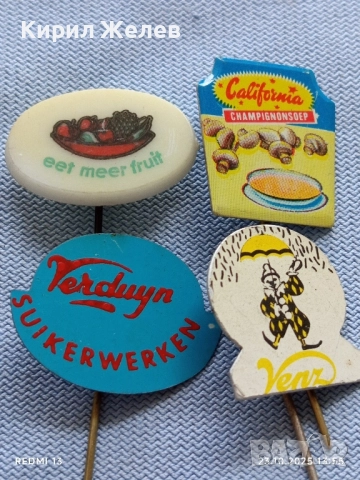 Кирил Желев
eet meer fruit
California
CHAMPIGNONSOEP
Verduyn
SUIKERWERKEN
Venz
REDMI 13